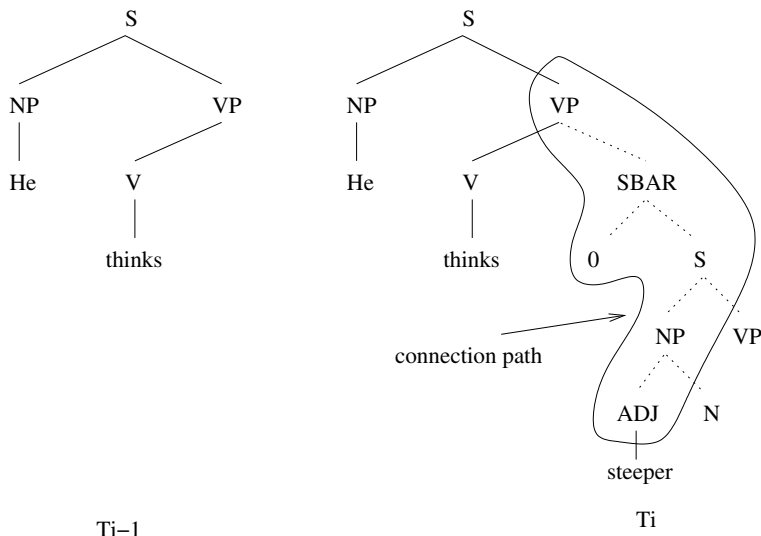 S S
NP VP NP VP
He V He V SBAR
thinks thinks 0 S
NP VP
connection path
ADJ N
steeper
Ti
Ti−1